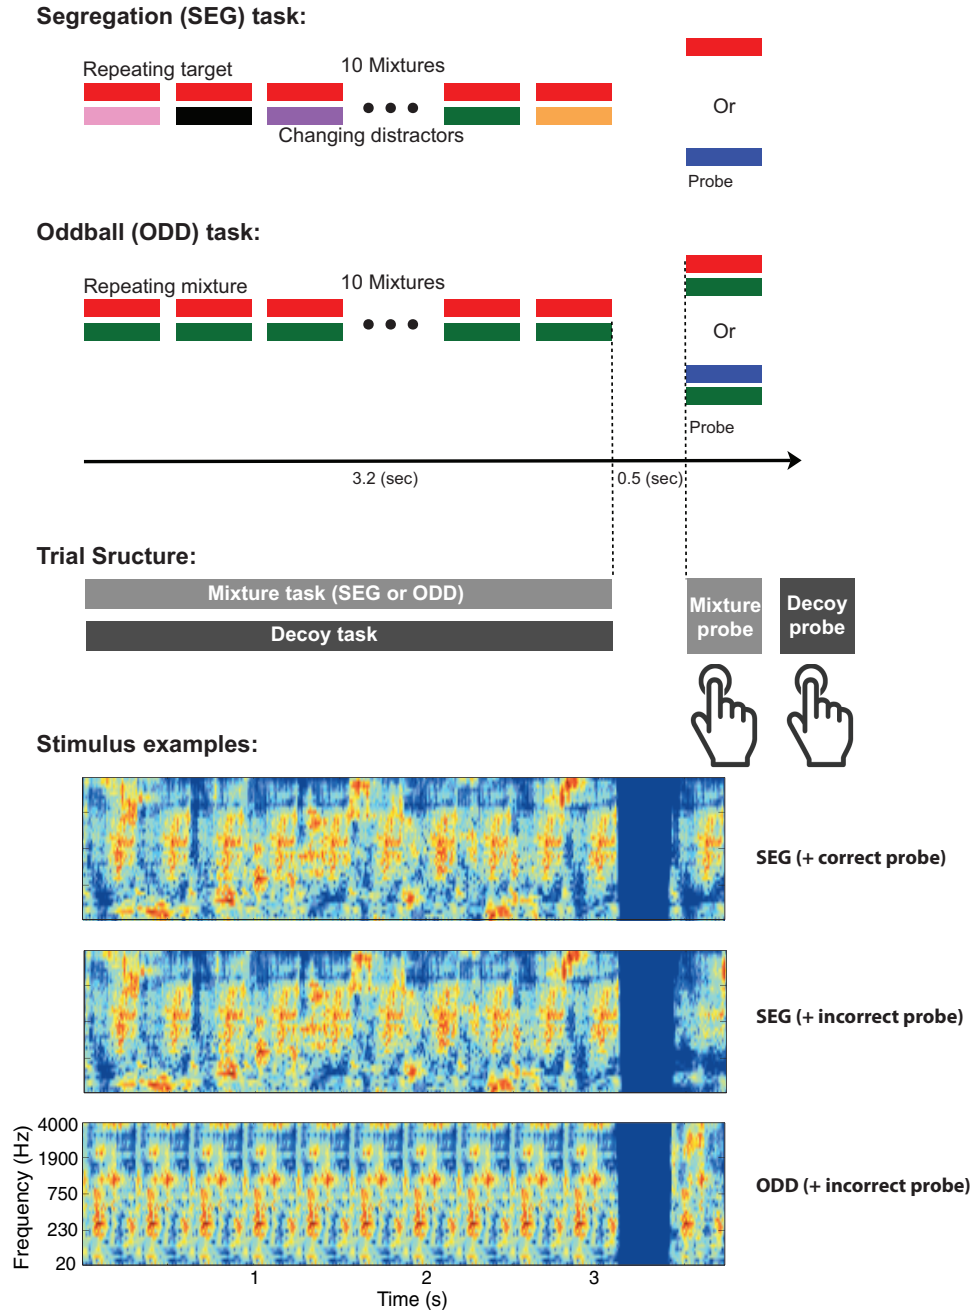 Segregation (SEG) task:
Repeating target
10 Mixtures
Changing distractors
Or
Probe
Oddball (ODD) task:
Repeating mixture
10 Mixtures
Or
Probe
3.2 (sec)
0.5 (sec)
Trial Sructure:
Mixture task (SEG or ODD)
Decoy task
Mixture
probe
Decoy
probe
Stimulus examples:
SEG (+ correct probe)
SEG (+ incorrect probe)
ODD (+ incorrect probe)
Frequency (Hz)
4000
1900
750
230
20
1
2
3
Time (s)